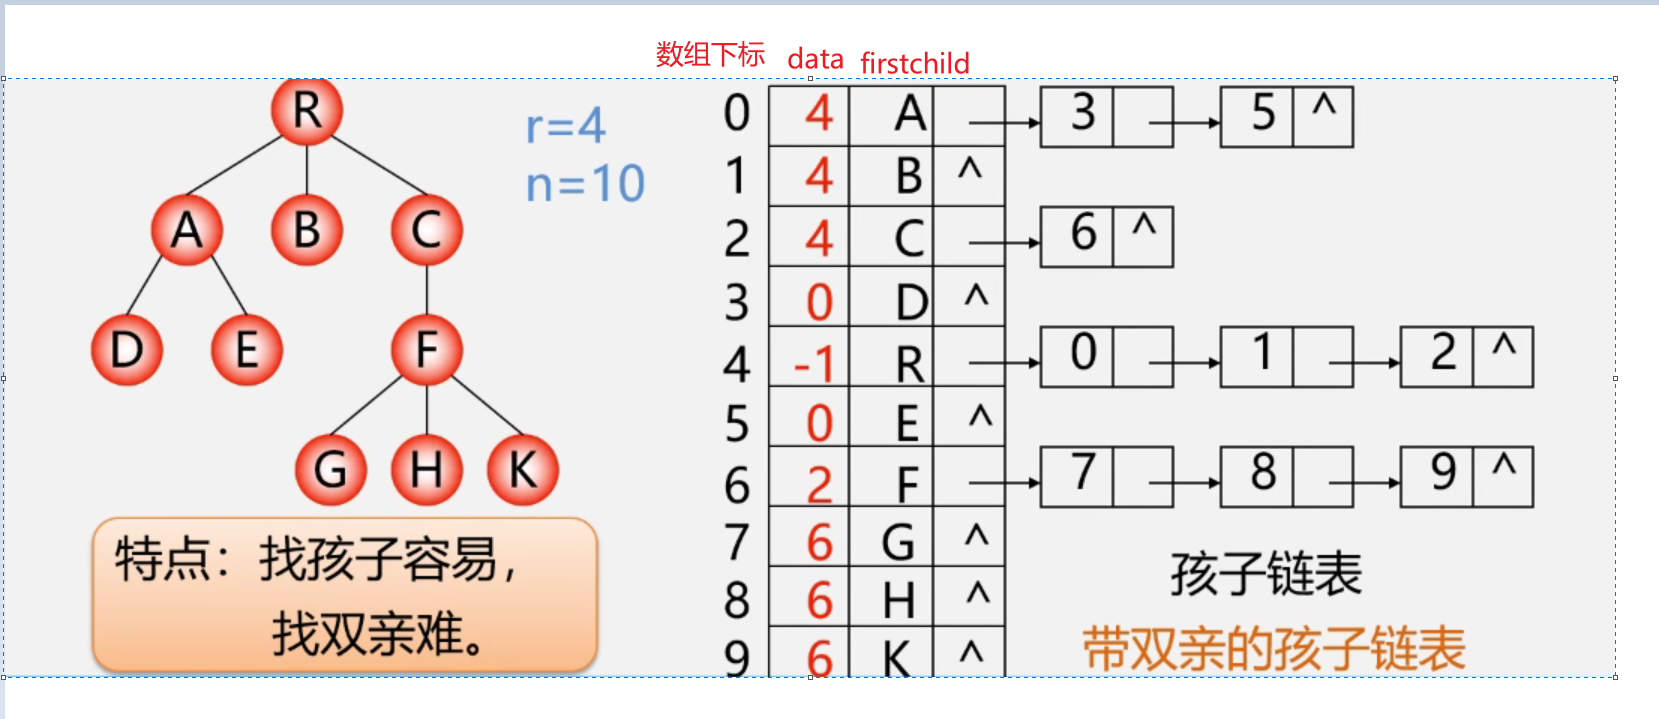 数组下标 data firstchild
R
r=4
n=10
A B C
D E F
G H K
特点：找孩子容易，
找双亲难。
0 4 A 3 5 ^
1 4 B ^
2 4 C 6 ^
3 0 D ^
4 -1 R 0 1 2 ^
5 0 E ^
6 2 F 7 8 9 ^
7 6 G ^
8 6 H ^
9 6 K ^
孩子链表
带双亲的孩子链表